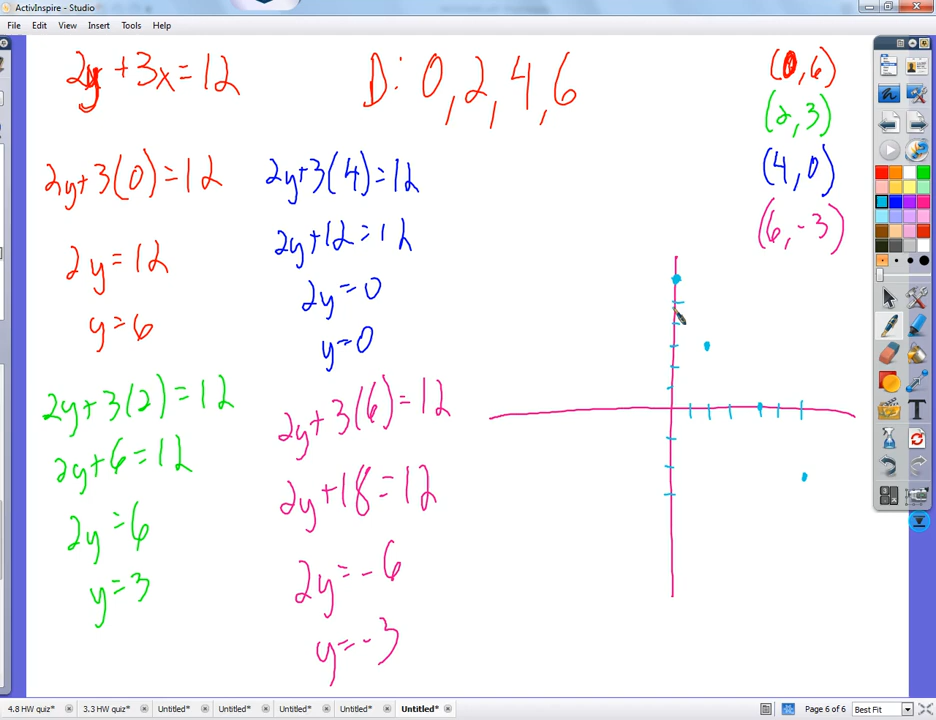 ActivInspire - Studio
File Edit View Insert Tools Help
2y + 3x = 12
D: 0, 2, 4, 6
(0, 6)
(2, 3)
(4, 0)
(6, -3)
2y + 3(0) = 12
2y = 12
y = 6
2y + 3(4) = 12
2y + 12 = 12
2y = 0
y = 0
2y + 3(2) = 12
2y + 6 = 12
2y = 6
y = 3
2y + 3(6) = 12
2y + 18 = 12
2y = -6
y = -3
4.8 HW quiz* 3.3 HW quiz* Untitled* Untitled* Untitled* Untitled* Untitled* Page 6 of 6 Best Fit